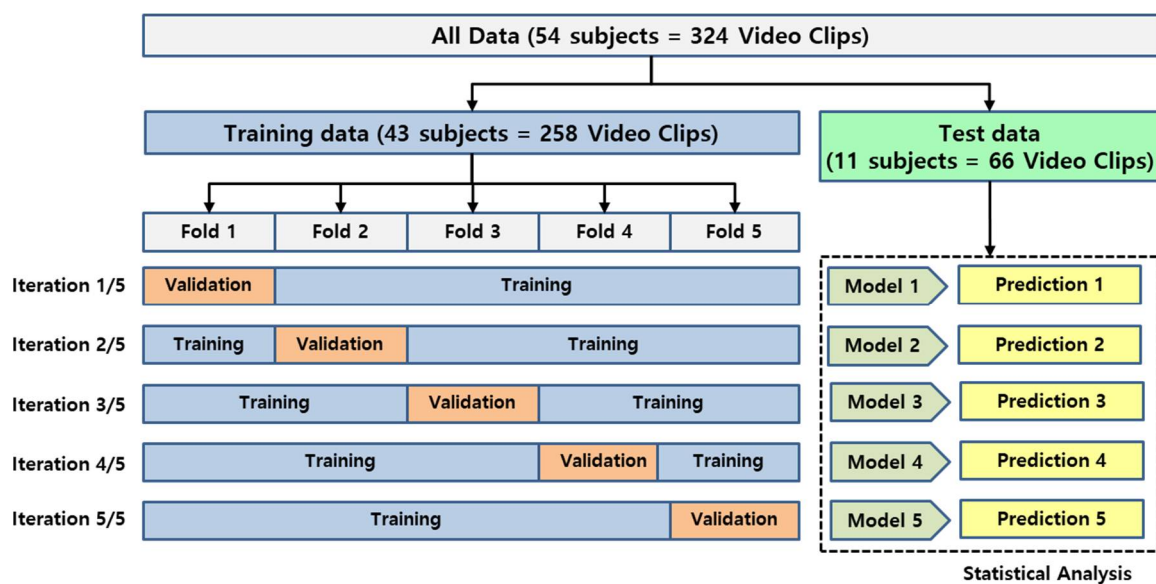 All Data (54 subjects = 324 Video Clips)
Training data (43 subjects = 258 Video Clips)
Test data
(11 subjects = 66 Video Clips)
Fold 1
Fold 2
Fold 3
Fold 4
Fold 5
Iteration 1/5
Validation
Training
Model 1
Prediction 1
Iteration 2/5
Training
Validation
Training
Model 2
Prediction 2
Iteration 3/5
Training
Validation
Training
Model 3
Prediction 3
Iteration 4/5
Training
Validation
Training
Model 4
Prediction 4
Iteration 5/5
Training
Validation
Model 5
Prediction 5
Statistical Analysis